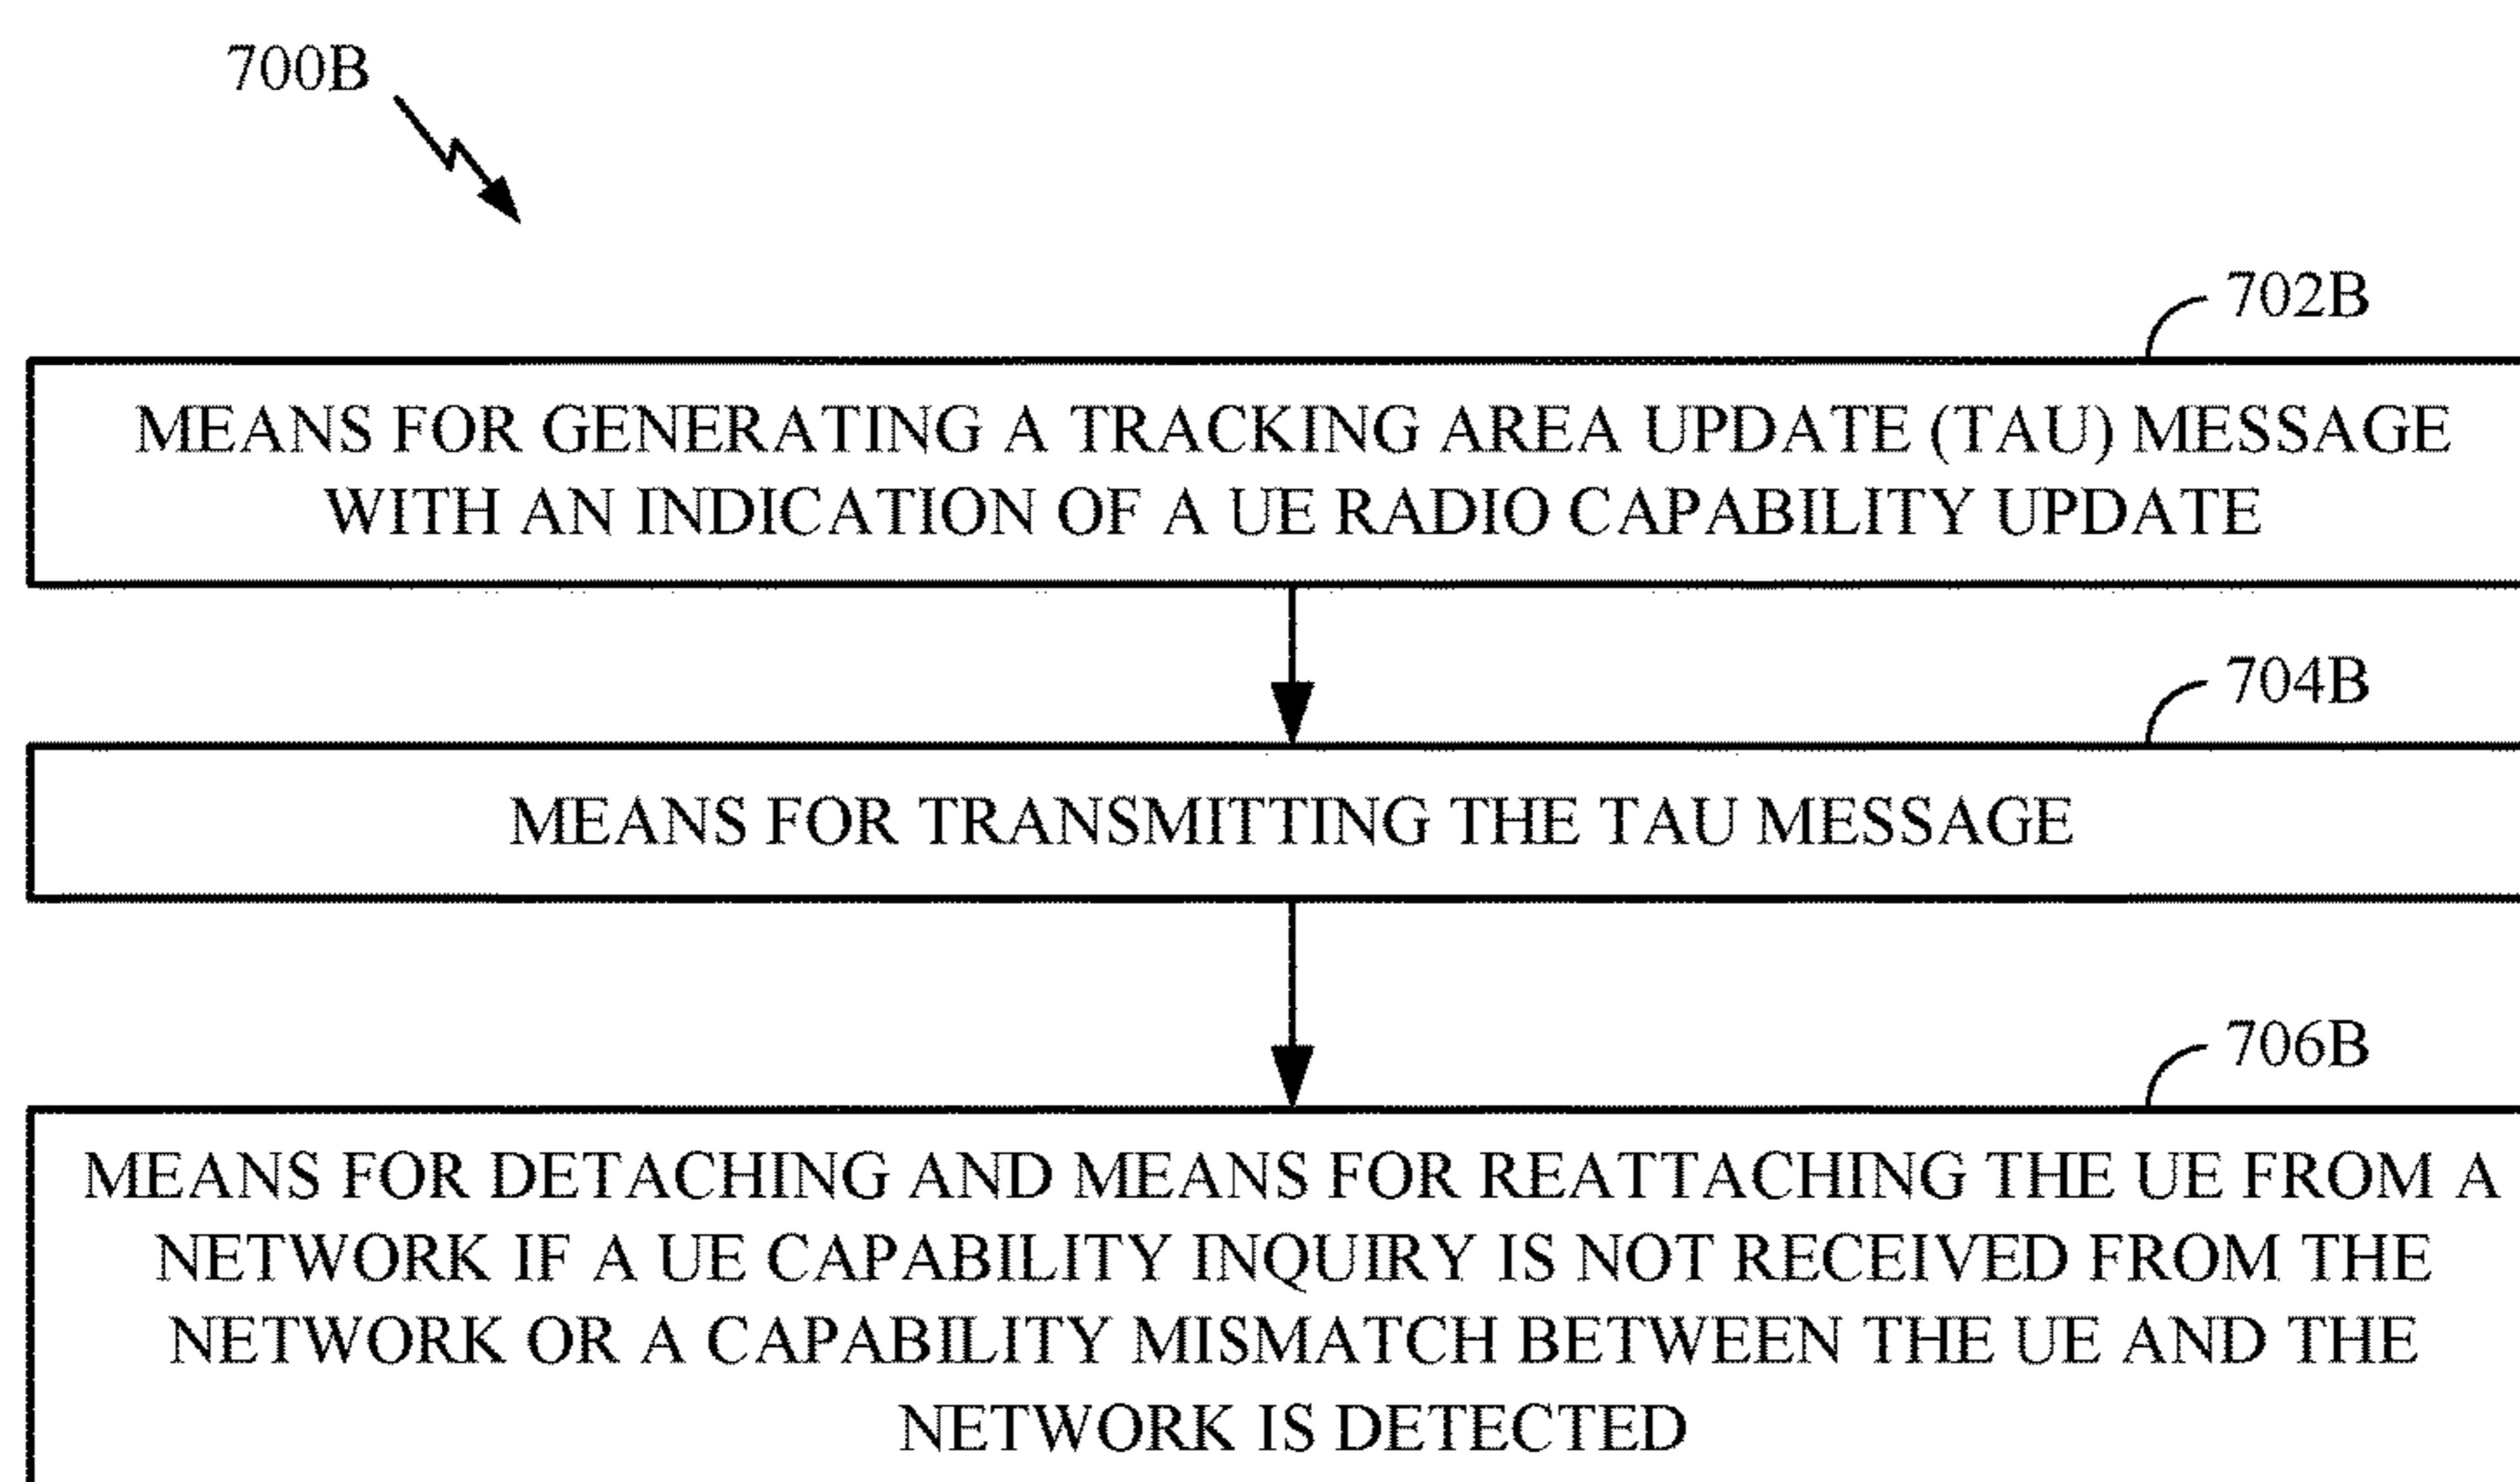 700B
702B
MEANS FOR GENERATING A TRACKING AREA UPDATE (TAU) MESSAGE
WITH AN INDICATION OF A UE RADIO CAPABILITY UPDATE
704B
MEANS FOR TRANSMITTING THE TAU MESSAGE
706B
MEANS FOR DETACHING AND MEANS FOR REATTACHING THE UE FROM A
NETWORK IF A UE CAPABILITY INQUIRY IS NOT RECEIVED FROM THE
NETWORK OR A CAPABILITY MISMATCH BETWEEN THE UE AND THE
NETWORK IS DETECTED